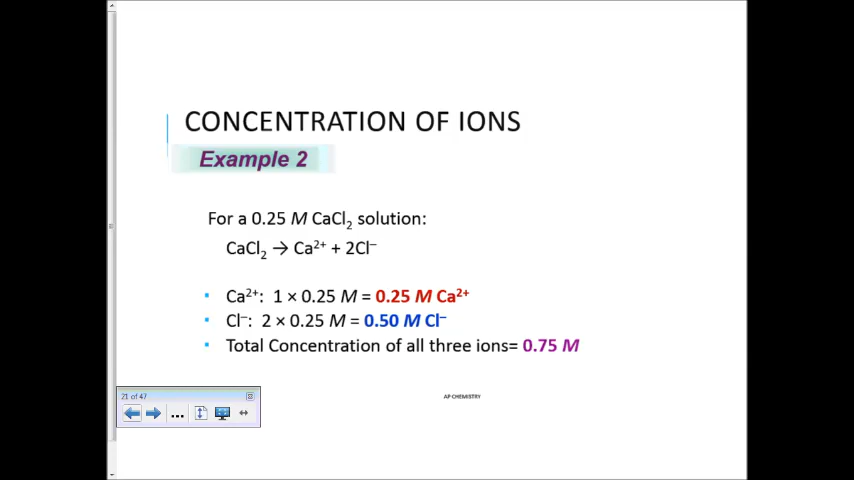 CONCENTRATION OF IONS
Example 2
For a 0.25 M CaCl₂ solution:
CaCl₂ → Ca²⁺ + 2Cl⁻
• Ca²⁺: 1 × 0.25 M = 0.25 M Ca²⁺
• Cl⁻: 2 × 0.25 M = 0.50 M Cl⁻
• Total Concentration of all three ions= 0.75 M
21 of 47
AP CHEMISTRY